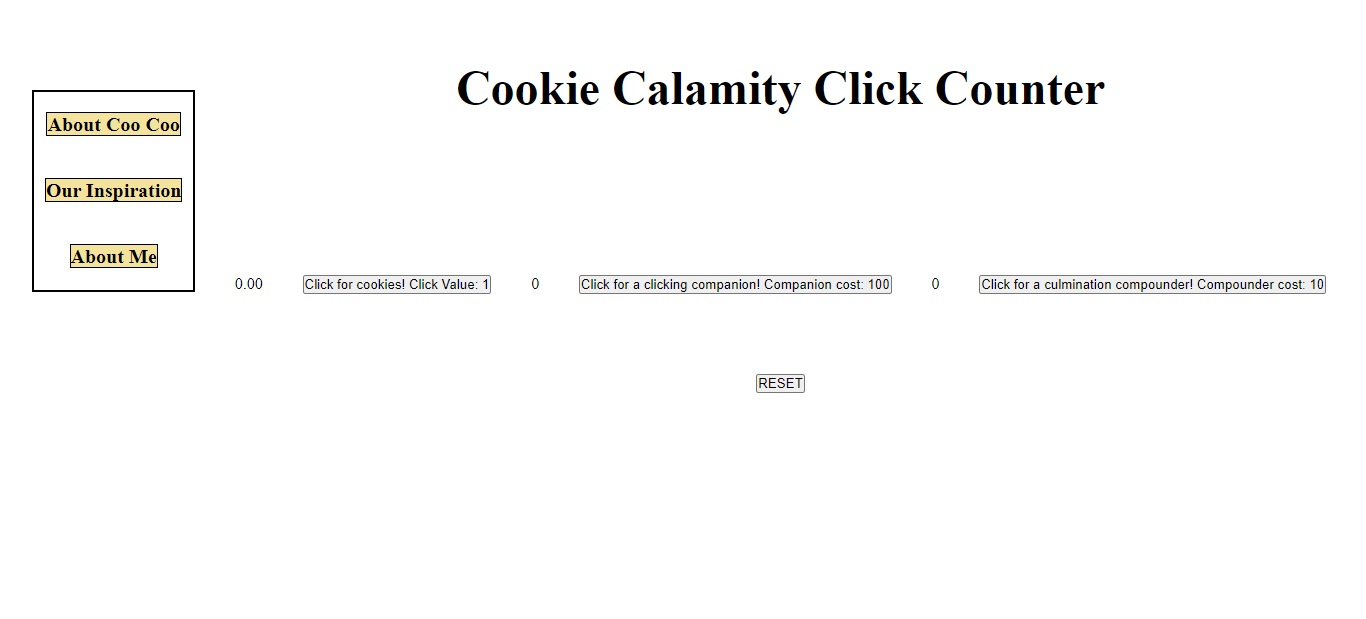 Cookie Calamity Click Counter
About Coo Coo
Our Inspiration
About Me
0.00
Click for cookies! Click Value: 1
0
Click for a clicking companion! Companion cost: 100
0
Click for a culmination compounder! Compounder cost: 10
RESET